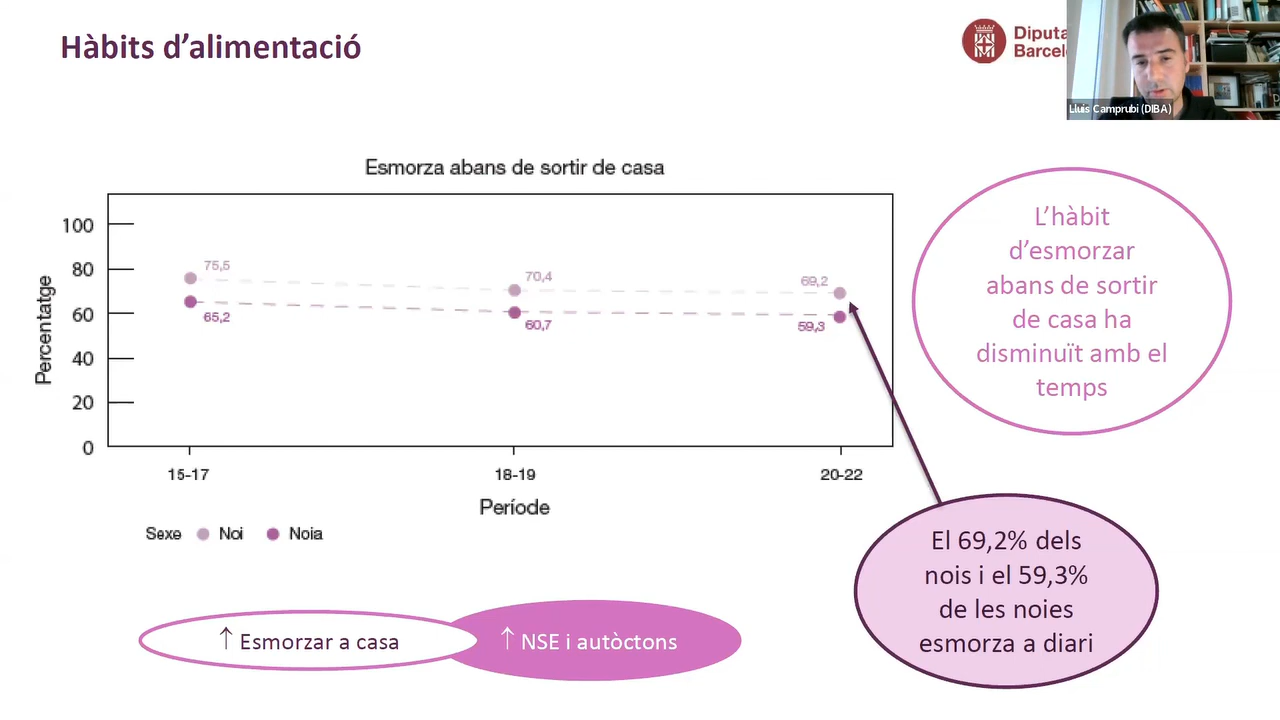 Hàbits d'alimentació
Diputa
Barcel
Lluís Camprubí (DIBA)
Esmorza abans de sortir de casa
Percentatge
100
80
60
40
20
0
75,5
70,4
69,2
65,2
60,7
59,3
15-17
18-19
20-22
Període
Sexe Noi Noia
L'hàbit
d'esmorzar
abans de sortir
de casa ha
disminuït amb el
temps
El 69,2% dels
nois i el 59,3%
de les noies
esmorza a diari
↑ Esmorzar a casa
↑ NSE i autòctons